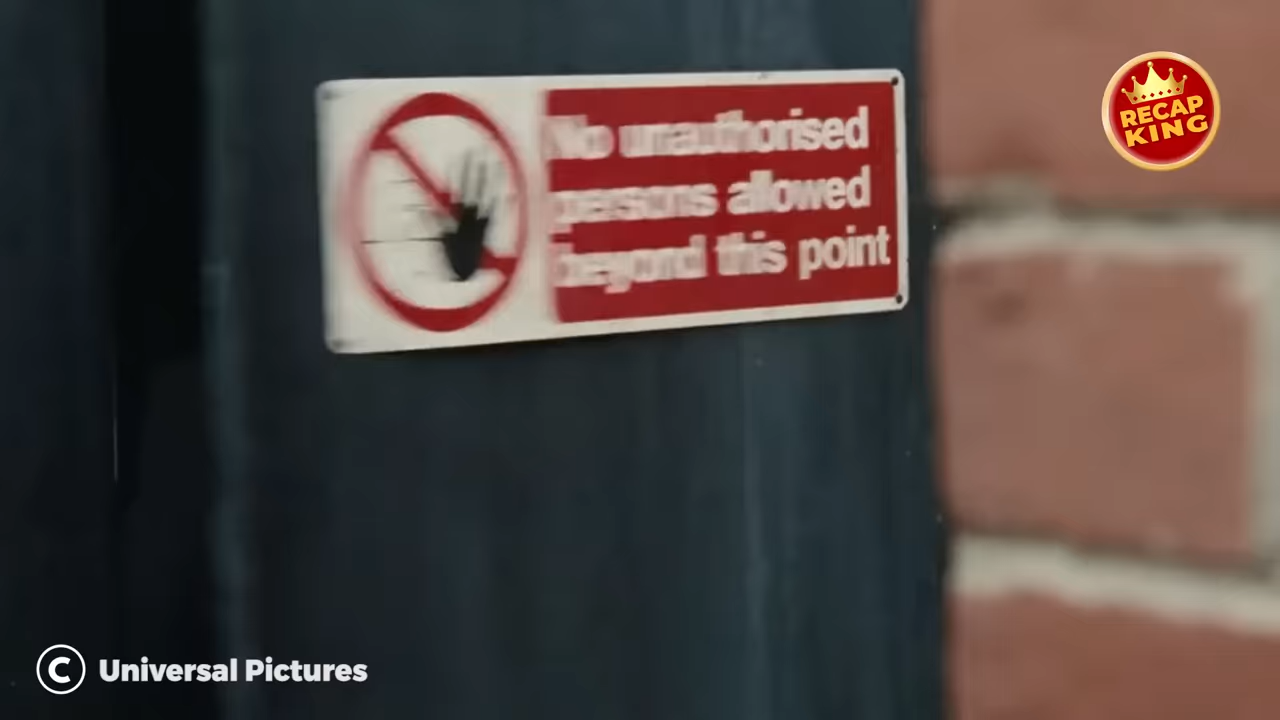 No unauthorised
persons allowed
beyond this point
RECAP
KING
C Universal Pictures